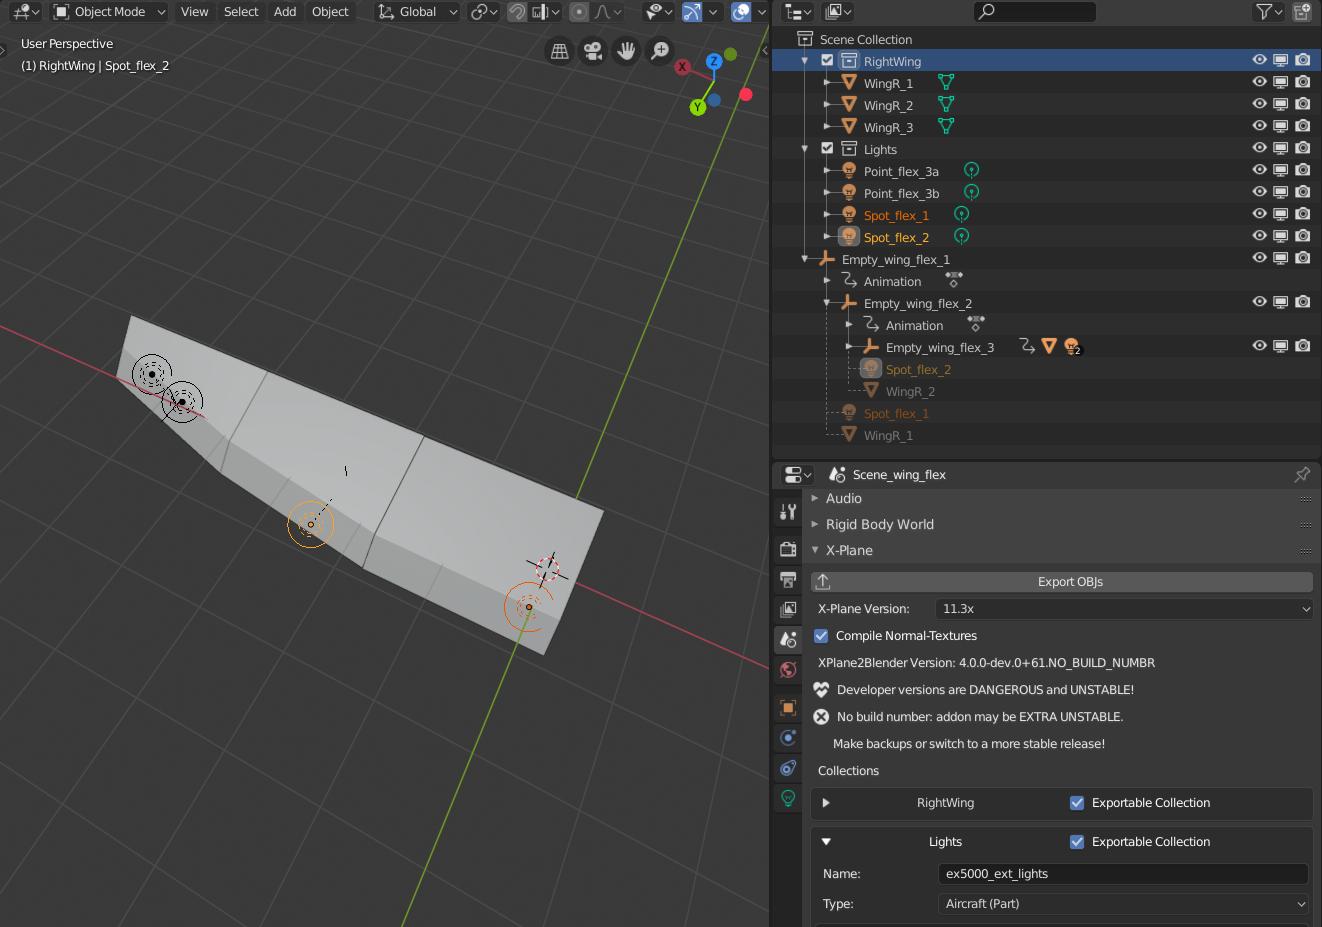 Object Mode
View
Select
Add
Object
Global
User Perspective
(1) RightWing | Spot_flex_2
X
Y
Z
Scene Collection
RightWing
WingR_1
WingR_2
WingR_3
Lights
Point_flex_3a
Point_flex_3b
Spot_flex_1
Spot_flex_2
Empty_wing_flex_1
Animation
Empty_wing_flex_2
Animation
Empty_wing_flex_3
2
Spot_flex_2
WingR_2
Spot_flex_1
WingR_1
Scene_wing_flex
Audio
Rigid Body World
X-Plane
Export OBJs
X-Plane Version:
11.3x
Compile Normal-Textures
XPlane2Blender Version: 4.0.0-dev.0+61.NO_BUILD_NUMBR
Developer versions are DANGEROUS and UNSTABLE!
No build number: addon may be EXTRA UNSTABLE.
Make backups or switch to a more stable release!
Collections
RightWing
Exportable Collection
Lights
Exportable Collection
Name:
ex5000_ext_lights
Type:
Aircraft (Part)